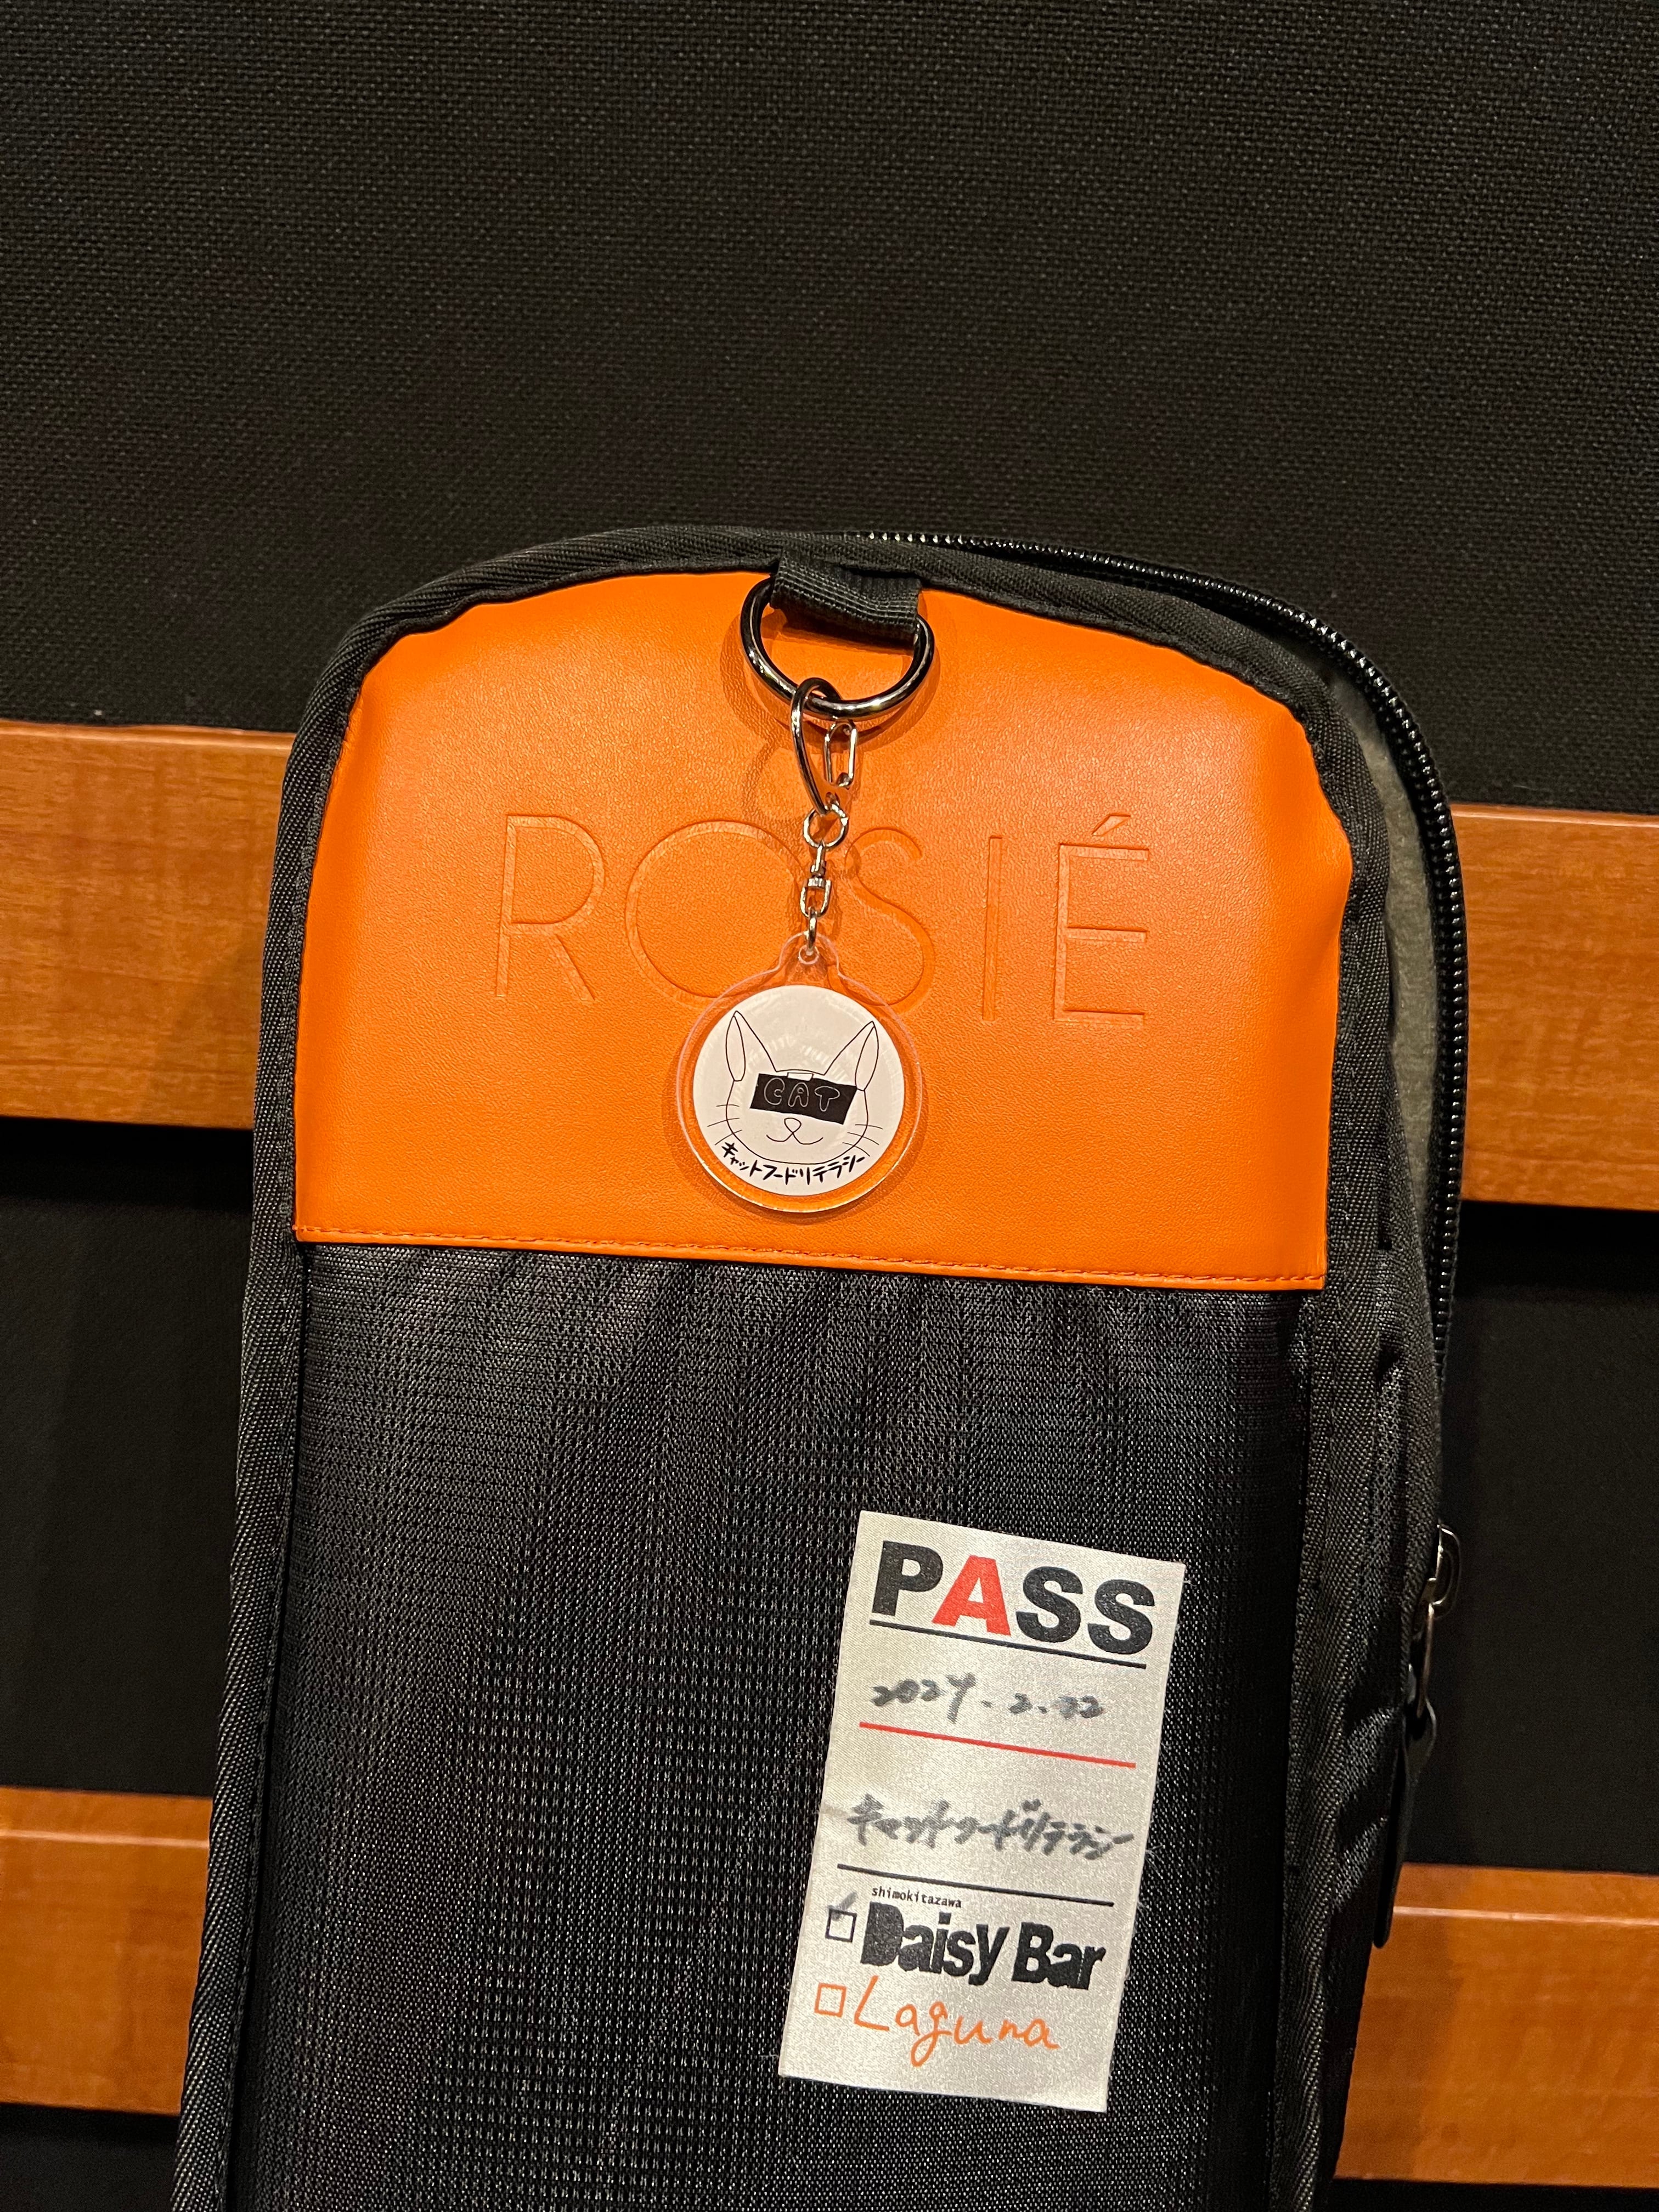 ROSIÉ
CAT
キャットフードリテラシー
PASS
2024.2.22
キャットフードリテラシー
shimokitazawa
Daisy Bar
Laguna